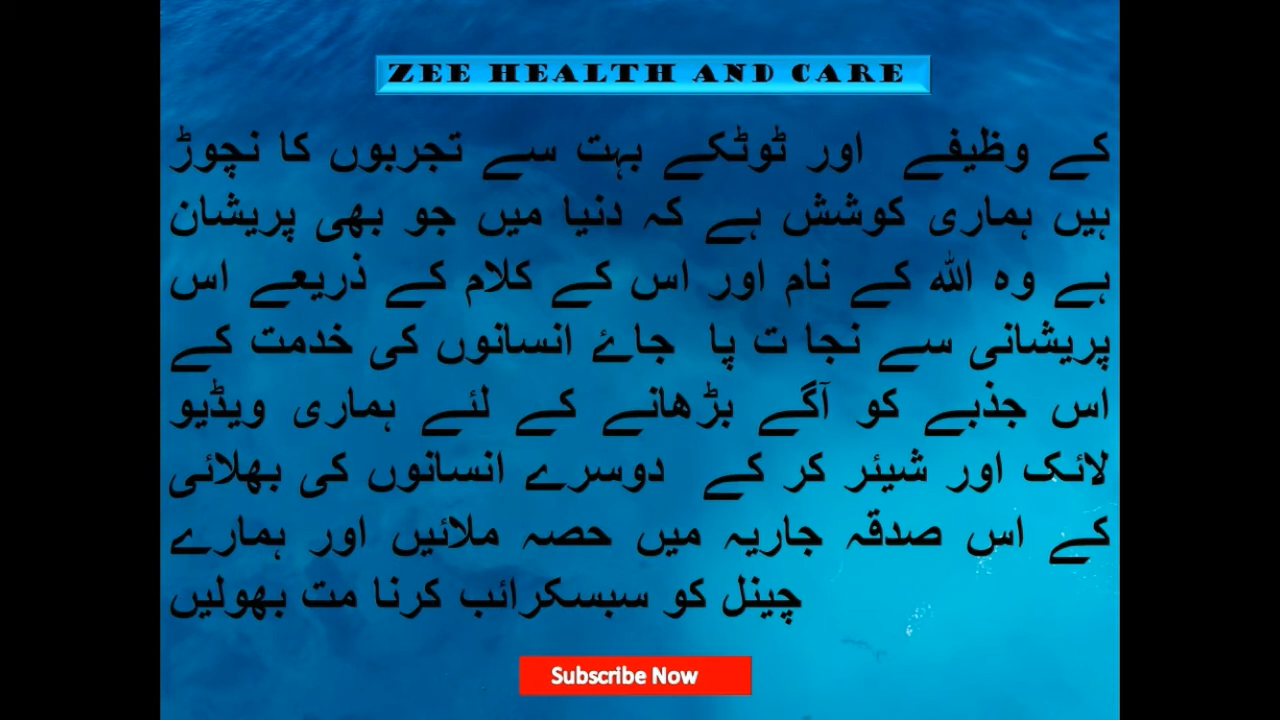 ZEE HEALTH AND CARE
کے وظیفے اور ٹوٹکے بہت سے تجربوں کا نچوڑ
ہیں ہماری کوشش ہے کہ دنیا میں جو بھی پریشان
ہے وہ اللہ کے نام اور اس کے کلام کے ذریعے اس
پریشانی سے نجا ت پا جاۓ انسانوں کی خدمت کے
اس جذبے کو آگے بڑھانے کے لئے ہماری ویڈیو
لائک اور شیئر کر کے دوسرے انسانوں کی بھلائی
کے اس صدقہ جاریہ میں حصہ ملائیں اور ہمارے
چینل کو سبسکرائب کرنا مت بھولیں
Subscribe Now